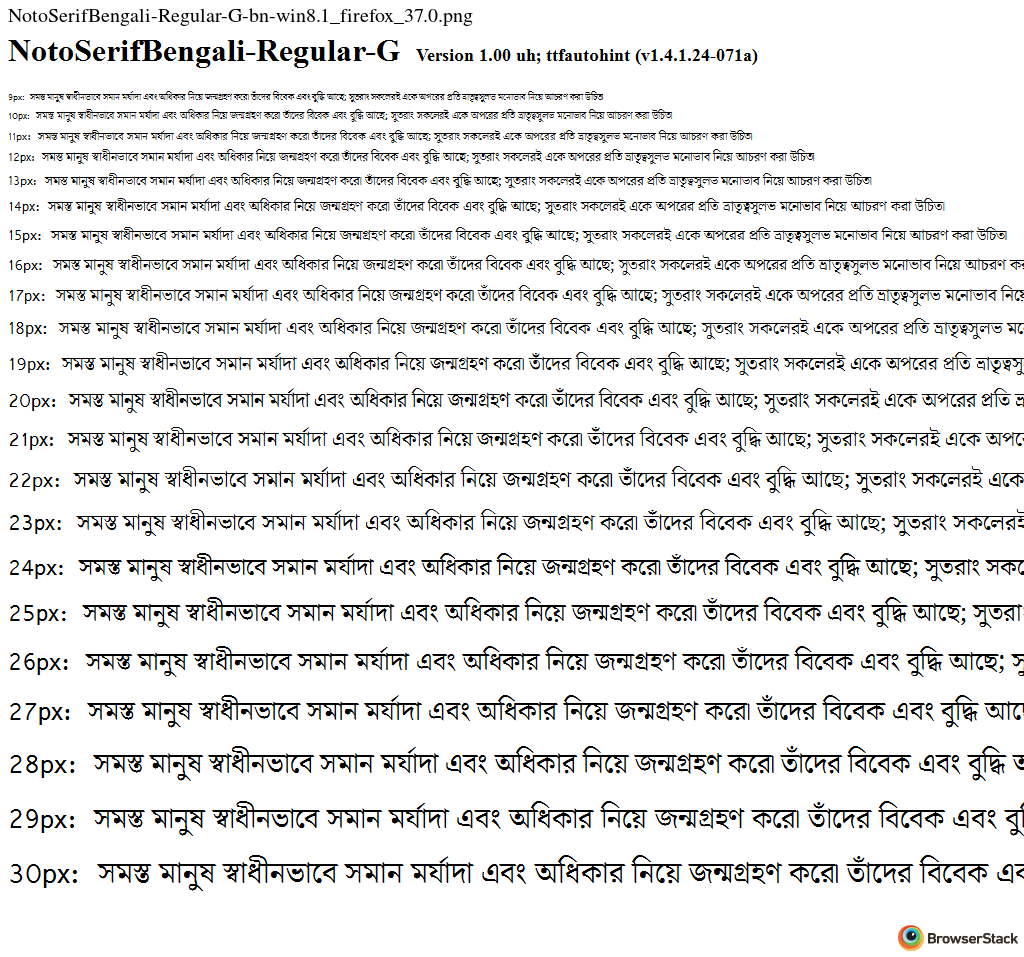 NotoSerifBengali-Regular-G-bn-win8.1_firefox_37.0.png
NotoSerifBengali-Regular-G Version 1.00 uh; ttfautohint (v1.4.1.24-071a)
9px: সমস্ত মানুষ স্বাধীনভাবে সমান মর্যাদা এবং অধিকার নিয়ে জন্মগ্রহণ করে। তাঁদের বিবেক এবং বুদ্ধি আছে; সুতরাং সকলেরই একে অপরের প্রতি ভ্রাতৃত্বসুলভ মনোভাব নিয়ে আচরণ করা উচিত।
10px: সমস্ত মানুষ স্বাধীনভাবে সমান মর্যাদা এবং অধিকার নিয়ে জন্মগ্রহণ করে। তাঁদের বিবেক এবং বুদ্ধি আছে; সুতরাং সকলেরই একে অপরের প্রতি ভ্রাতৃত্বসুলভ মনোভাব নিয়ে আচরণ করা উচিত।
11px: সমস্ত মানুষ স্বাধীনভাবে সমান মর্যাদা এবং অধিকার নিয়ে জন্মগ্রহণ করে। তাঁদের বিবেক এবং বুদ্ধি আছে; সুতরাং সকলেরই একে অপরের প্রতি ভ্রাতৃত্বসুলভ মনোভাব নিয়ে আচরণ করা উচিত।
12px: সমস্ত মানুষ স্বাধীনভাবে সমান মর্যাদা এবং অধিকার নিয়ে জন্মগ্রহণ করে। তাঁদের বিবেক এবং বুদ্ধি আছে; সুতরাং সকলেরই একে অপরের প্রতি ভ্রাতৃত্বসুলভ মনোভাব নিয়ে আচরণ করা উচিত।
13px: সমস্ত মানুষ স্বাধীনভাবে সমান মর্যাদা এবং অধিকার নিয়ে জন্মগ্রহণ করে। তাঁদের বিবেক এবং বুদ্ধি আছে; সুতরাং সকলেরই একে অপরের প্রতি ভ্রাতৃত্বসুলভ মনোভাব নিয়ে আচরণ করা উচিত।
14px: সমস্ত মানুষ স্বাধীনভাবে সমান মর্যাদা এবং অধিকার নিয়ে জন্মগ্রহণ করে। তাঁদের বিবেক এবং বুদ্ধি আছে; সুতরাং সকলেরই একে অপরের প্রতি ভ্রাতৃত্বসুলভ মনোভাব নিয়ে আচরণ করা উচিত।
15px: সমস্ত মানুষ স্বাধীনভাবে সমান মর্যাদা এবং অধিকার নিয়ে জন্মগ্রহণ করে। তাঁদের বিবেক এবং বুদ্ধি আছে; সুতরাং সকলেরই একে অপরের প্রতি ভ্রাতৃত্বসুলভ মনোভাব নিয়ে আচরণ করা উচিত।
16px: সমস্ত মানুষ স্বাধীনভাবে সমান মর্যাদা এবং অধিকার নিয়ে জন্মগ্রহণ করে। তাঁদের বিবেক এবং বুদ্ধি আছে; সুতরাং সকলেরই একে অপরের প্রতি ভ্রাতৃত্বসুলভ মনোভাব নিয়ে আচরণ
17px: সমস্ত মানুষ স্বাধীনভাবে সমান মর্যাদা এবং অধিকার নিয়ে জন্মগ্রহণ করে। তাঁদের বিবেক এবং বুদ্ধি আছে; সুতরাং সকলেরই একে অপরের প্রতি ভ্রাতৃত্বসুলভ মনোভাব নিয়ে
18px: সমস্ত মানুষ স্বাধীনভাবে সমান মর্যাদা এবং অধিকার নিয়ে জন্মগ্রহণ করে। তাঁদের বিবেক এবং বুদ্ধি আছে; সুতরাং সকলেরই একে অপরের প্রতি ভ্রাতৃত্বসুলভ
19px: সমস্ত মানুষ স্বাধীনভাবে সমান মর্যাদা এবং অধিকার নিয়ে জন্মগ্রহণ করে। তাঁদের বিবেক এবং বুদ্ধি আছে; সুতরাং সকলেরই একে অপরের প্রতি
20px: সমস্ত মানুষ স্বাধীনভাবে সমান মর্যাদা এবং অধিকার নিয়ে জন্মগ্রহণ করে। তাঁদের বিবেক এবং বুদ্ধি আছে; সুতরাং সকলেরই একে অপরের প্রতি
21px: সমস্ত মানুষ স্বাধীনভাবে সমান মর্যাদা এবং অধিকার নিয়ে জন্মগ্রহণ করে। তাঁদের বিবেক এবং বুদ্ধি আছে; সুতরাং সকলেরই একে
22px: সমস্ত মানুষ স্বাধীনভাবে সমান মর্যাদা এবং অধিকার নিয়ে জন্মগ্রহণ করে। তাঁদের বিবেক এবং বুদ্ধি আছে; সুতরাং সকলেরই একে
23px: সমস্ত মানুষ স্বাধীনভাবে সমান মর্যাদা এবং অধিকার নিয়ে জন্মগ্রহণ করে। তাঁদের বিবেক এবং বুদ্ধি আছে; সুতরাং সকলেরই
24px: সমস্ত মানুষ স্বাধীনভাবে সমান মর্যাদা এবং অধিকার নিয়ে জন্মগ্রহণ করে। তাঁদের বিবেক এবং বুদ্ধি আছে; সুতরাং
25px: সমস্ত মানুষ স্বাধীনভাবে সমান মর্যাদা এবং অধিকার নিয়ে জন্মগ্রহণ করে। তাঁদের বিবেক এবং বুদ্ধি আছে;
26px: সমস্ত মানুষ স্বাধীনভাবে সমান মর্যাদা এবং অধিকার নিয়ে জন্মগ্রহণ করে। তাঁদের বিবেক এবং বুদ্ধি আছে;
27px: সমস্ত মানুষ স্বাধীনভাবে সমান মর্যাদা এবং অধিকার নিয়ে জন্মগ্রহণ করে। তাঁদের বিবেক এবং বুদ্ধি
28px: সমস্ত মানুষ স্বাধীনভাবে সমান মর্যাদা এবং অধিকার নিয়ে জন্মগ্রহণ করে। তাঁদের বিবেক এবং বুদ্ধি
29px: সমস্ত মানুষ স্বাধীনভাবে সমান মর্যাদা এবং অধিকার নিয়ে জন্মগ্রহণ করে। তাঁদের বিবেক এবং
30px: সমস্ত মানুষ স্বাধীনভাবে সমান মর্যাদা এবং অধিকার নিয়ে জন্মগ্রহণ করে। তাঁদের বিবেক
BrowserStack